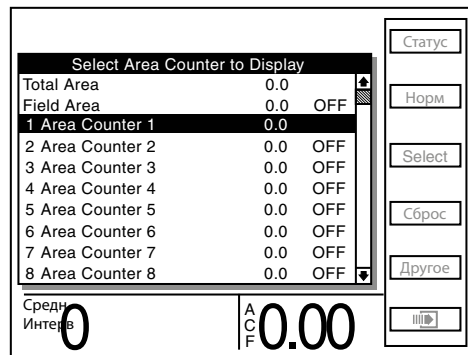 Select Area Counter to Display
Total Area 0.0
Field Area 0.0 OFF
1 Area Counter 1 0.0
2 Area Counter 2 0.0 OFF
3 Area Counter 3 0.0 OFF
4 Area Counter 4 0.0 OFF
5 Area Counter 5 0.0 OFF
6 Area Counter 6 0.0 OFF
7 Area Counter 7 0.0 OFF
8 Area Counter 8 0.0 OFF
Средн
Интерв
0
A
C
F
0.00
Статус
Норм
Select
Сброс
Другое